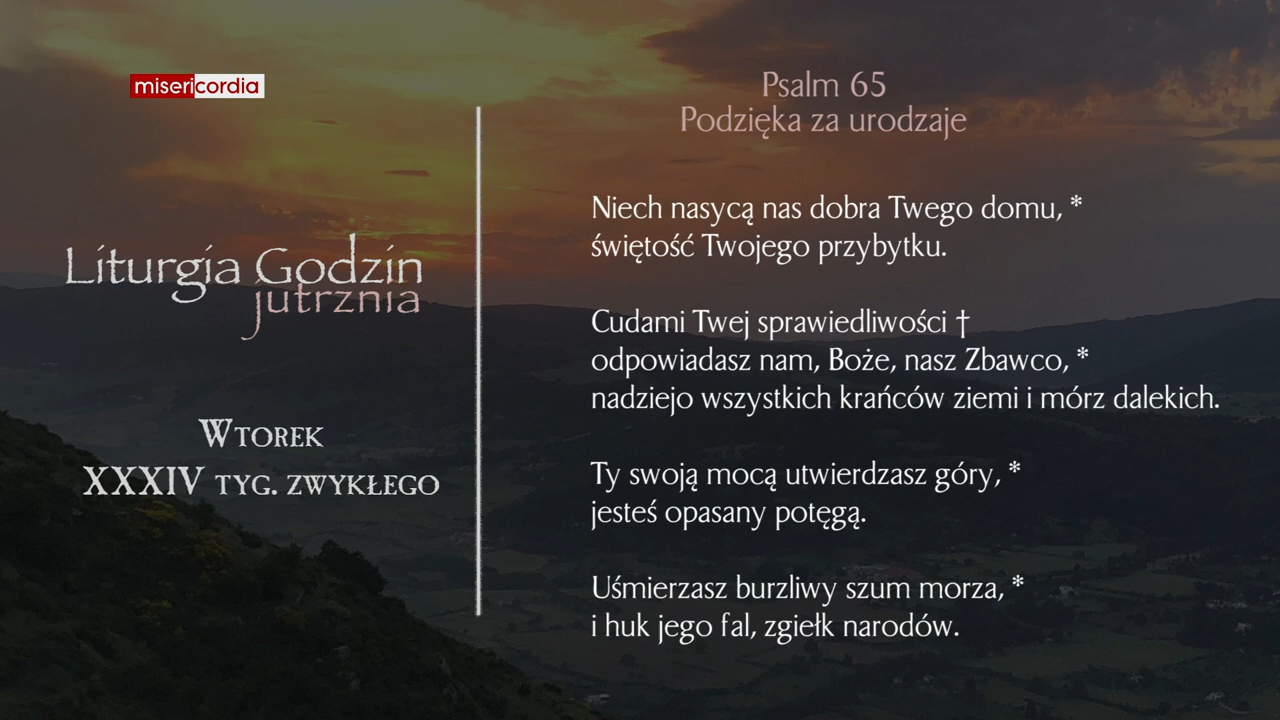 misericordia
Liturgia Godzin
jutrznia
Wtorek
XXXIV tyg. zwykłego
Psalm 65
Podzięka za urodzaje
Niech nasycą nas dobra Twego domu, *
świętość Twojego przybytku.
Cudami Twej sprawiedliwości †
odpowiadasz nam, Boże, nasz Zbawco, *
nadziejo wszystkich krańców ziemi i mórz dalekich.
Ty swoją mocą utwierdzasz góry, *
jesteś opasany potęgą.
Uśmierzasz burzliwy szum morza, *
i huk jego fal, zgiełk narodów.